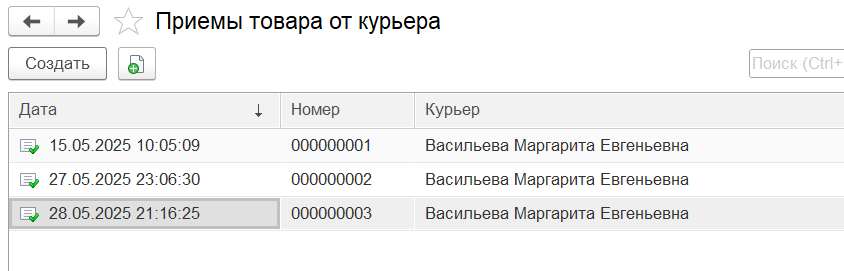 Приемы товара от курьера
Создать
Поиск (Ctrl+
Дата Номер Курьер
15.05.2025 10:05:09 000000001 Васильева Маргарита Евгеньевна
27.05.2025 23:06:30 000000002 Васильева Маргарита Евгеньевна
28.05.2025 21:16:25 000000003 Васильева Маргарита Евгеньевна